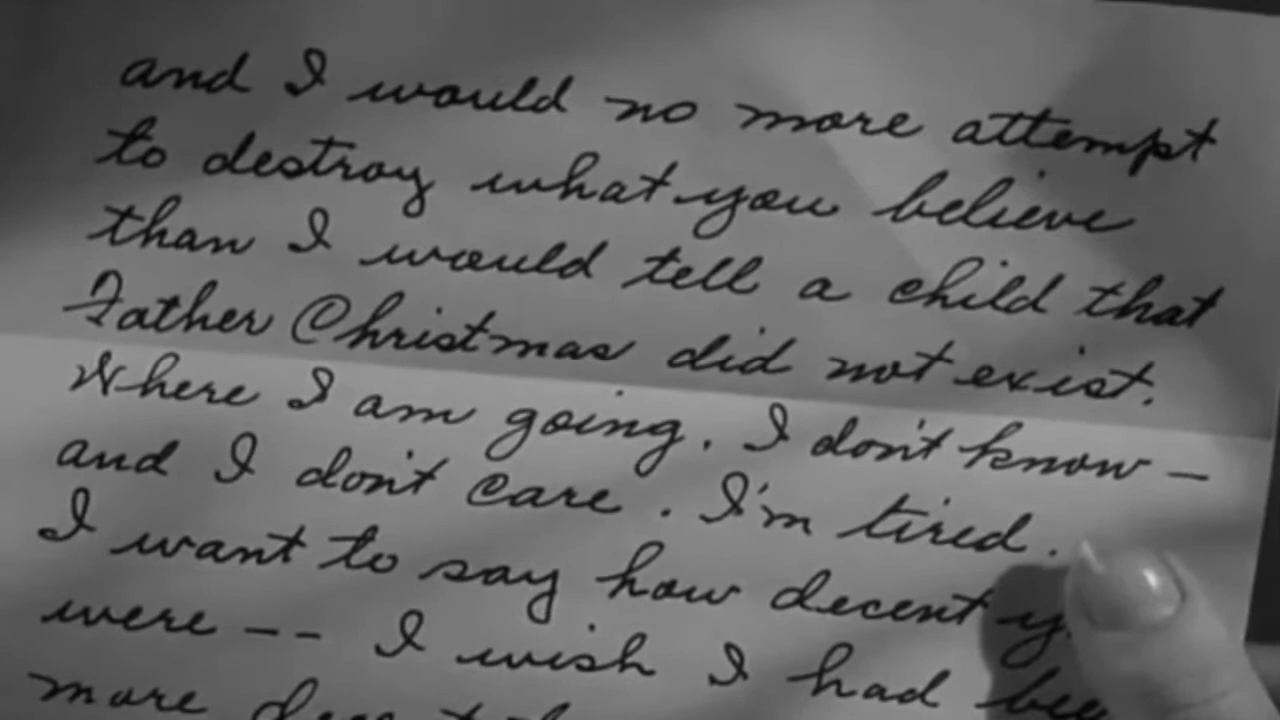 and I would no more attempt
to destroy what you believe
than I would tell a child that
Father Christmas did not exist.
Where I am going. I don't know —
and I don't care. I'm tired.
I want to say how decent
were -- I wish I had
more